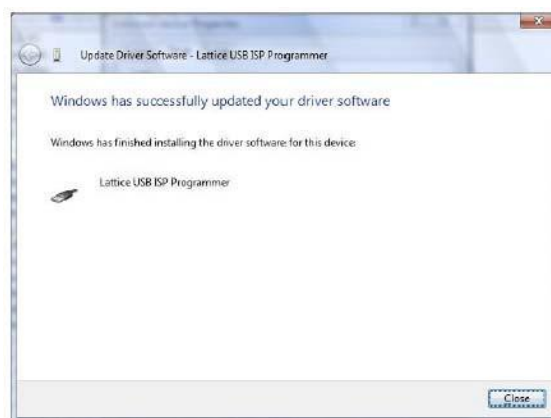 Update Driver Software - Lattice USB ISP Programmer
Windows has successfully updated your driver software
Windows has finished installing the driver software for this device:
Lattice USB ISP Programmer
Close